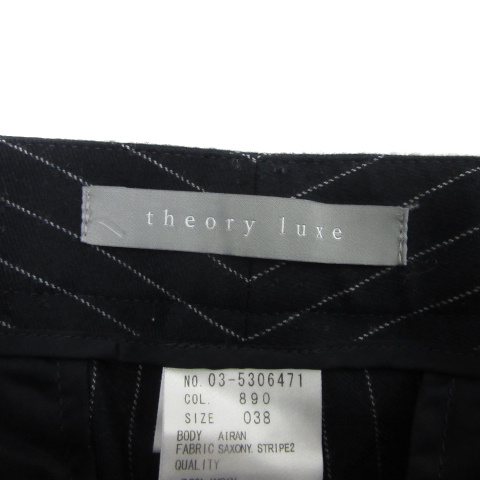 theory luxe
NO. 03-5306471
COL. 890
SIZE 038
BODY AIRAN
FABRIC SAXONY. STRIPE2
QUALITY